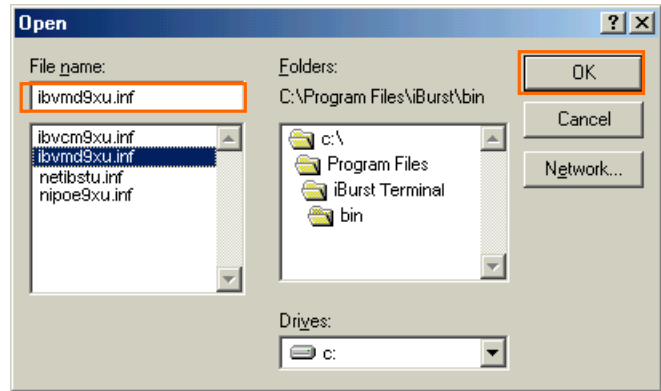 Open
File name:
ibvmd9xu.inf
ibvcm9xu.inf
ibvmd9xu.inf
netibstu.inf
nipoe9xu.inf
Folders:
C:\Program Files\iBurst\bin
c:\
Program Files
iBurst Terminal
bin
Drives:
c:
OK
Cancel
Network...